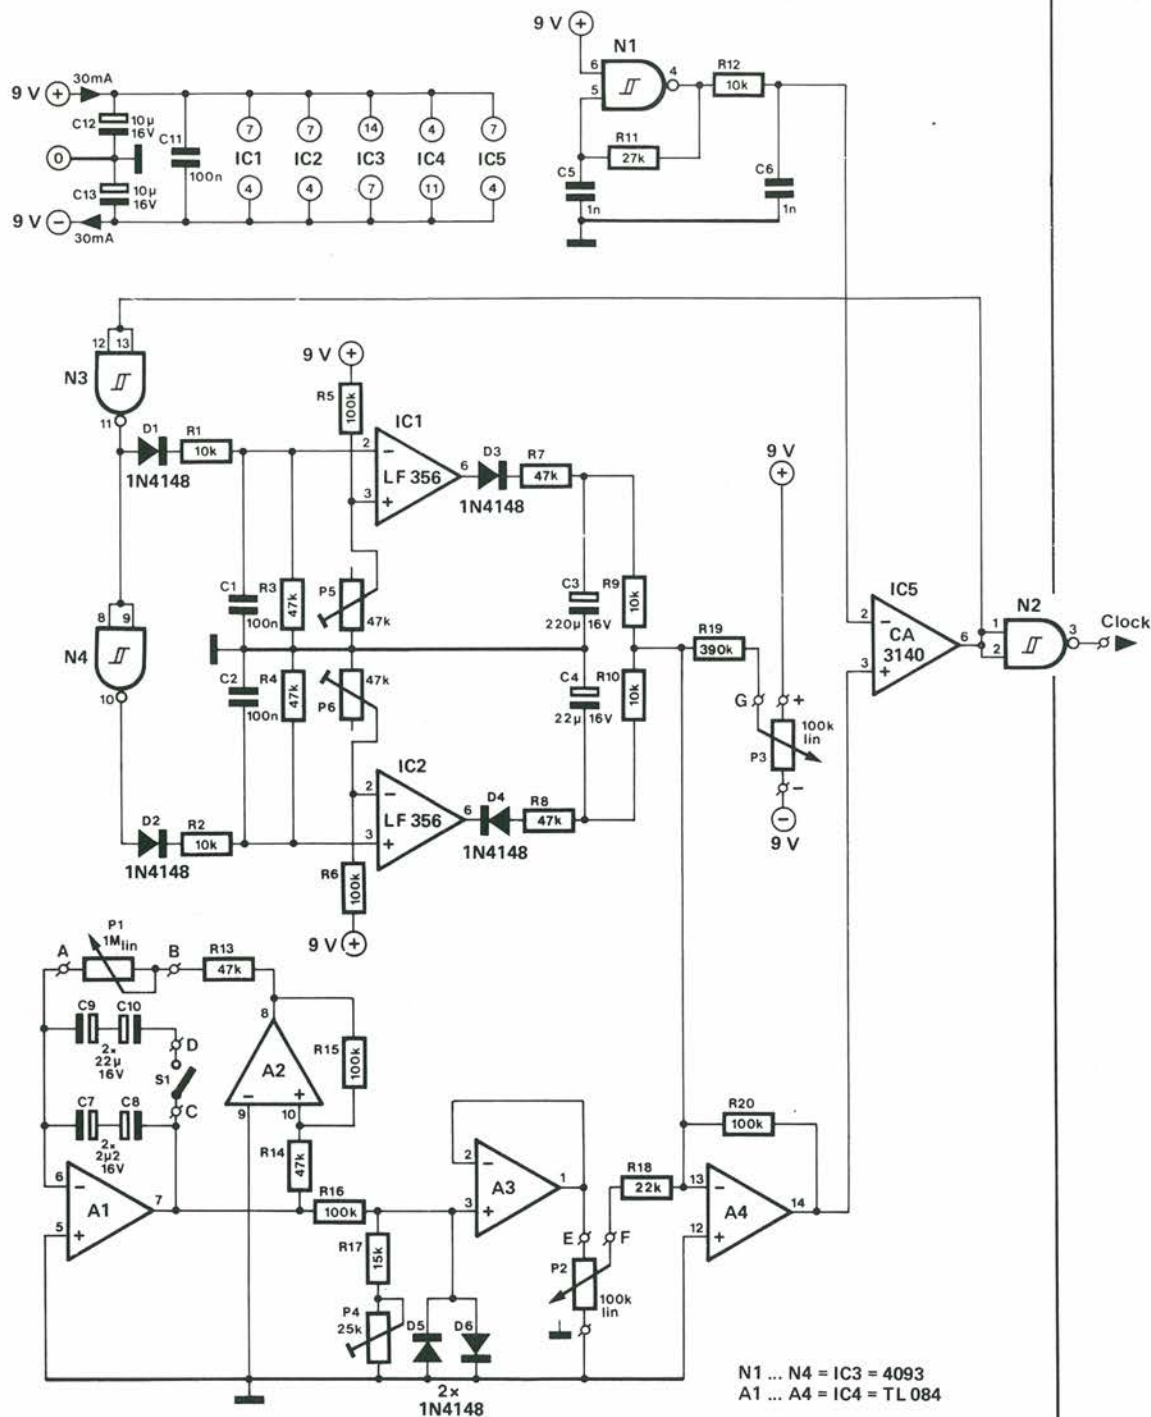 9 V +
30mA
C12
10µ
16V
C11
100n
0
C13
10µ
16V
9 V −
30mA
7
IC1
4
7
IC2
4
14
IC3
7
4
IC4
11
7
IC5
4
9 V +
N1
6
5
4
R12
10k
R11
27k
C5
1n
C6
1n
12
13
N3
11
D1
1N4148
R1
10k
9 V +
R5
100k
IC1
2
−
LF 356
3
+
6
D3
1N4148
R7
47k
C1
100n
R3
47k
P5
47k
C3
220µ 16V
R9
10k
8
9
N4
10
C2
100n
R4
47k
47k
P6
C4
22µ 16V
R10
10k
R19
390k
9 V
+
G
+
100k
lin
P3
−
−
9 V
IC5
2
−
CA
3140
3
+
6
N2
1
2
3
Clock
D2
1N4148
R2
10k
IC2
2
−
LF 356
3
+
6
D4
1N4148
R8
47k
R6
100k
9 V +
P1
1M lin
A
B
R13
47k
C9
C10
2x
22µ
16V
D
S1
C
C7
C8
2x
2µ2
16V
8
A2
−
+
9
10
R15
100k
R14
47k
6
−
A1
5
+
7
R16
100k
R17
15k
P4
25k
D5
D6
2x
1N4148
2
−
A3
3
+
1
E
F
P2
100k
lin
R18
22k
R20
100k
13
−
A4
12
+
14
N1 ... N4 = IC3 = 4093
A1 ... A4 = IC4 = TL 084